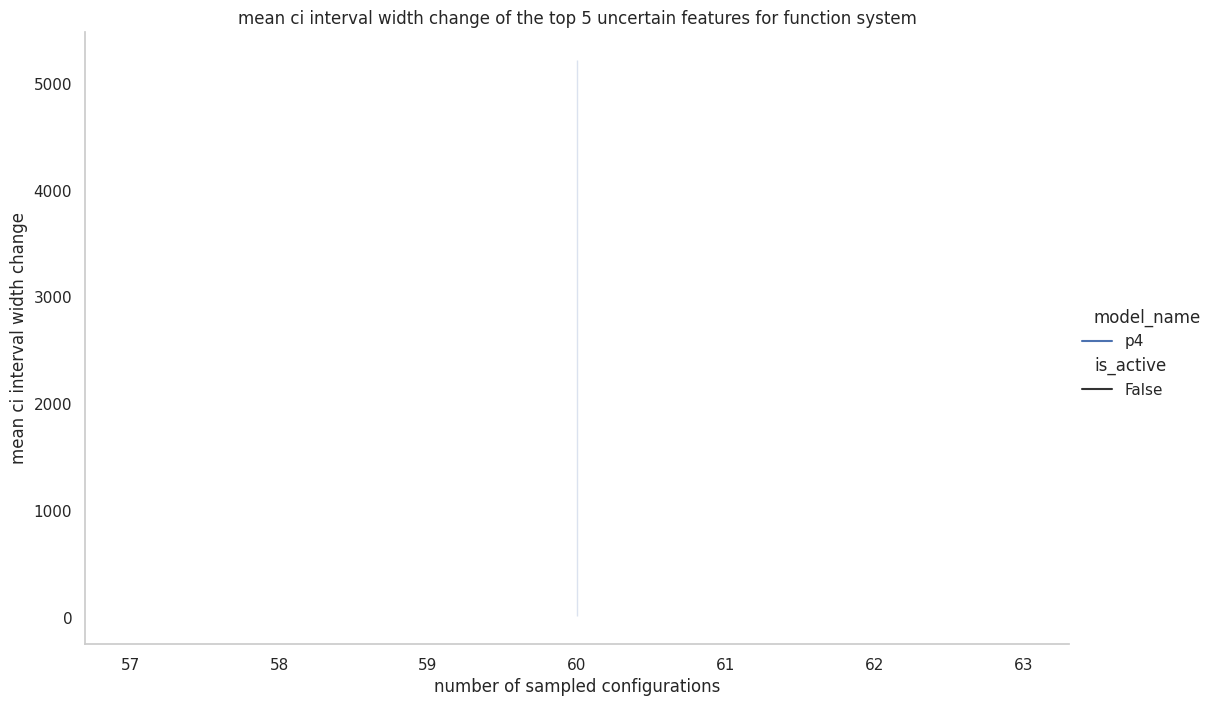 mean ci interval width change of the top 5 uncertain features for function system
mean ci interval width change
5000
4000
3000
2000
1000
0
57 58 59 60 61 62 63
number of sampled configurations
model_name
p4
is_active
False